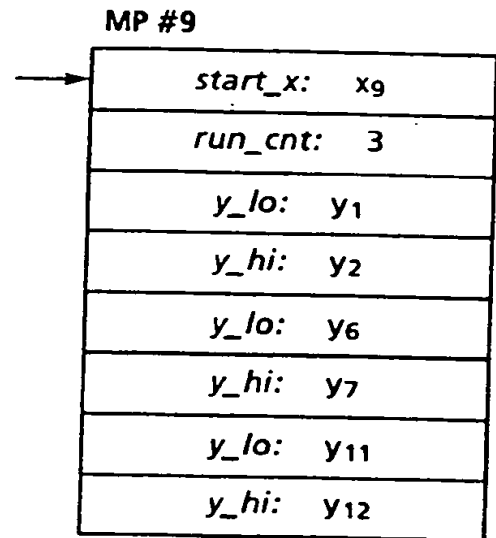 MP #9
start_x: x9
run_cnt: 3
y_lo: y1
y_hi: y2
y_lo: y6
y_hi: y7
y_lo: y11
y_hi: y12